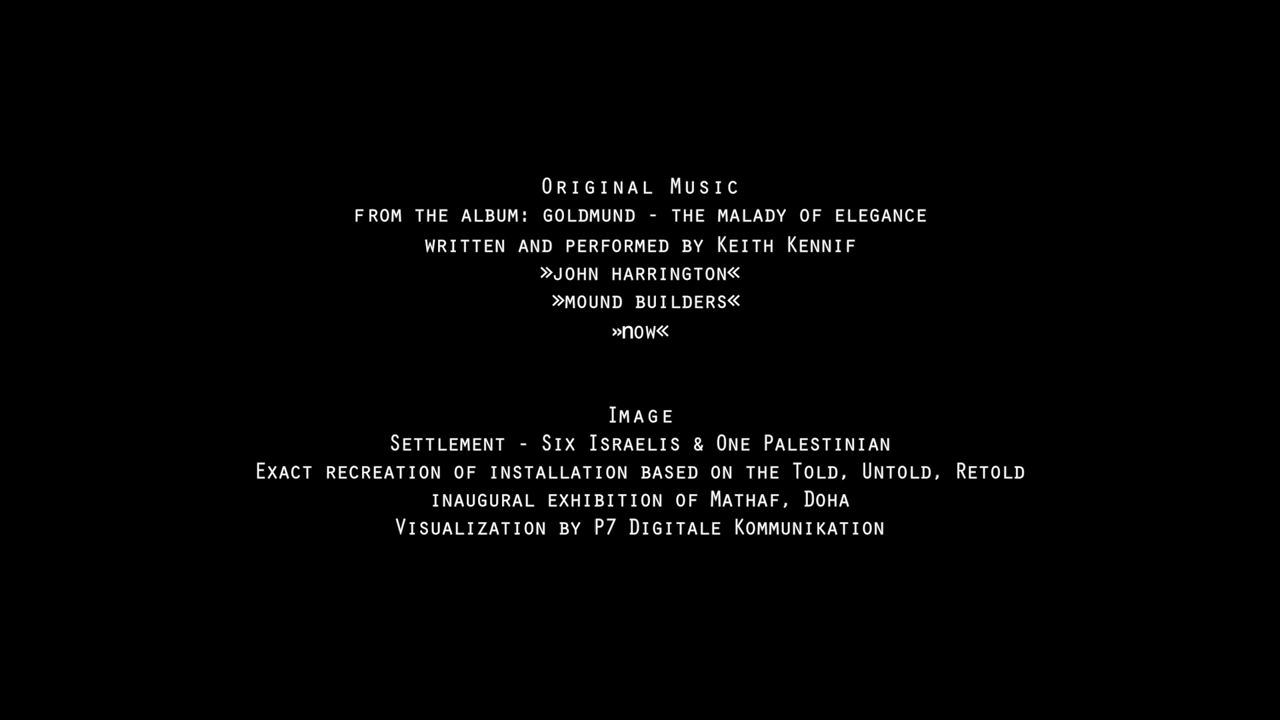 Original Music
from the album: Goldmund - The Malady of Elegance
written and performed by Keith Kennif
»John Harrington«
»Mound Builders«
»now«
Image
Settlement - Six Israelis & One Palestinian
Exact recreation of installation based on the Told, Untold, Retold
inaugural exhibition of Mathaf, Doha
Visualization by P7 Digitale Kommunikation